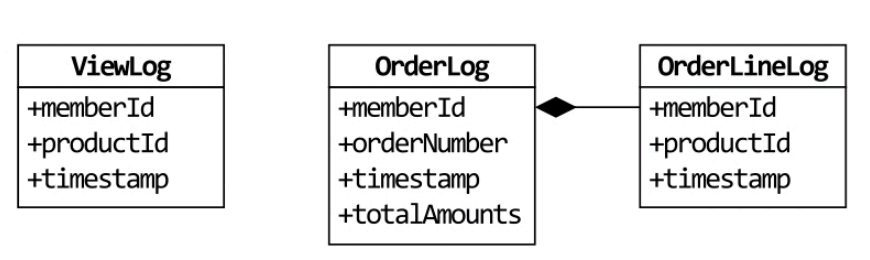 ViewLog
+memberId
+productId
+timestamp
OrderLog
+memberId
+orderNumber
+timestamp
+totalAmounts
OrderLineLog
+memberId
+productId
+timestamp